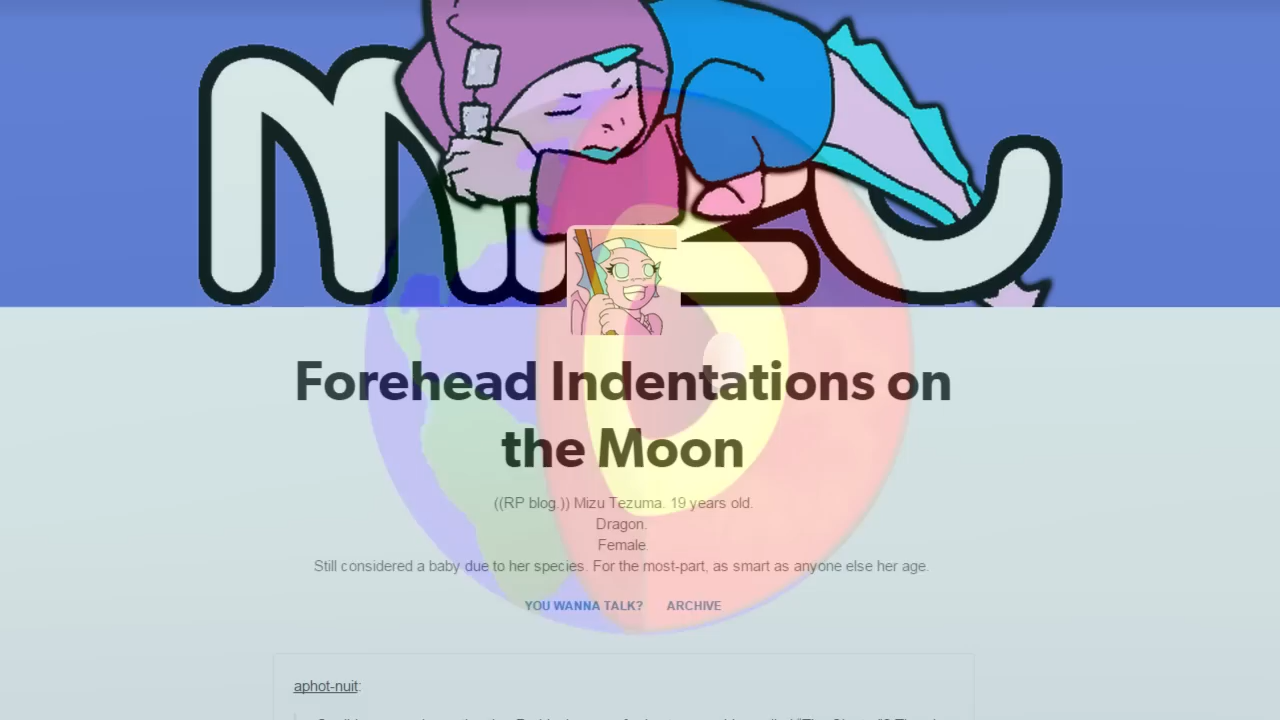 Mizu
Forehead Indentations on
the Moon
((RP blog.)) Mizu Tezuma. 19 years old.
Dragon.
Female.
Still considered a baby due to her species. For the most-part, as smart as anyone else her age.
YOU WANNA TALK? ARCHIVE
aphot-nuit: